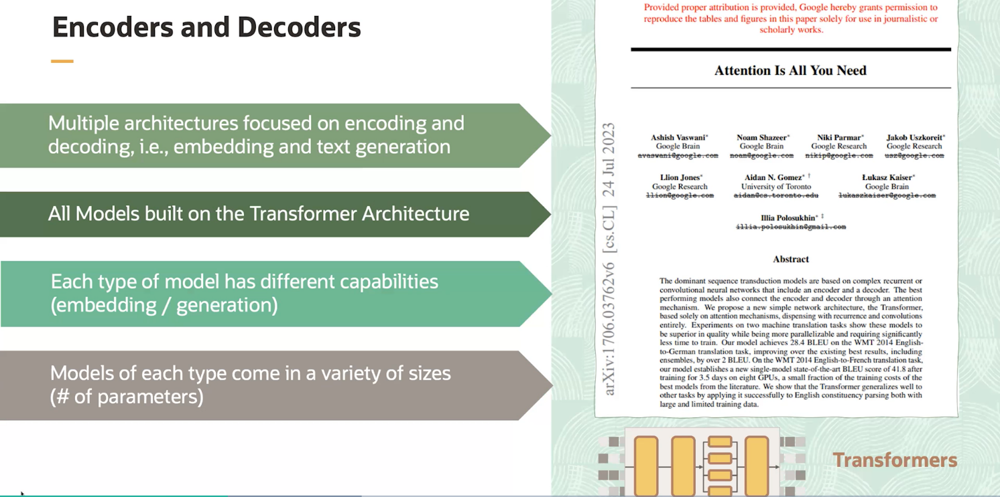 Encoders and Decoders
Multiple architectures focused on encoding and
decoding, i.e., embedding and text generation
All Models built on the Transformer Architecture
Each type of model has different capabilities
(embedding / generation)
Models of each type come in a variety of sizes
(# of parameters)
Provided proper attribution is provided, Google hereby grants permission to
reproduce the tables and figures in this paper solely for use in journalistic or
scholarly works.
Attention Is All You Need
Ashish Vaswani* Noam Shazeer* Niki Parmar* Jakob Uszkoreit*
Google Brain Google Brain Google Research Google Research
avaswani@google.com noam@google.com nikip@google.com usz@google.com
Llion Jones* Aidan N. Gomez* † Łukasz Kaiser*
Google Research University of Toronto Google Brain
llion@google.com aidan@cs.toronto.edu lukaszkaiser@google.com
Illia Polosukhin* ‡
illia.polosukhin@gmail.com
Abstract
The dominant sequence transduction models are based on complex recurrent or
convolutional neural networks that include an encoder and a decoder. The best
performing models also connect the encoder and decoder through an attention
mechanism. We propose a new simple network architecture, the Transformer,
based solely on attention mechanisms, dispensing with recurrence and convolutions
entirely. Experiments on two machine translation tasks show these models to
be superior in quality while being more parallelizable and requiring significantly
less time to train. Our model achieves 28.4 BLEU on the WMT 2014 English-
to-German translation task, improving over the existing best results, including
ensembles, by over 2 BLEU. On the WMT 2014 English-to-French translation task,
our model establishes a new single-model state-of-the-art BLEU score of 41.8 after
training for 3.5 days on eight GPUs, a small fraction of the training costs of the
best models from the literature. We show that the Transformer generalizes well to
other tasks by applying it successfully to English constituency parsing both with
large and limited training data.
arXiv:1706.03762v6 [cs.CL] 24 Jul 2023
Transformers